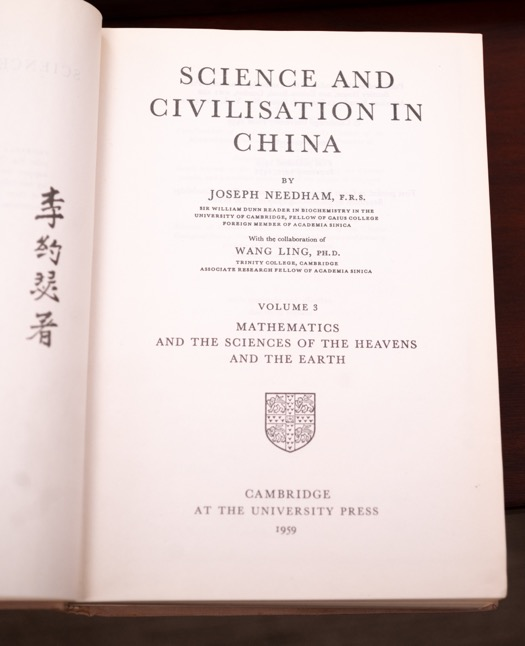 李約瑟著
SCIENCE AND
CIVILISATION IN
CHINA
BY
JOSEPH NEEDHAM, F.R.S.
SIR WILLIAM DUNN READER IN BIOCHEMISTRY IN THE
UNIVERSITY OF CAMBRIDGE, FELLOW OF CAIUS COLLEGE
FOREIGN MEMBER OF ACADEMIA SINICA
With the collaboration of
WANG LING, PH.D.
TRINITY COLLEGE, CAMBRIDGE
ASSOCIATE RESEARCH FELLOW OF ACADEMIA SINICA
VOLUME 3
MATHEMATICS
AND THE SCIENCES OF THE HEAVENS
AND THE EARTH
CAMBRIDGE
AT THE UNIVERSITY PRESS
1959